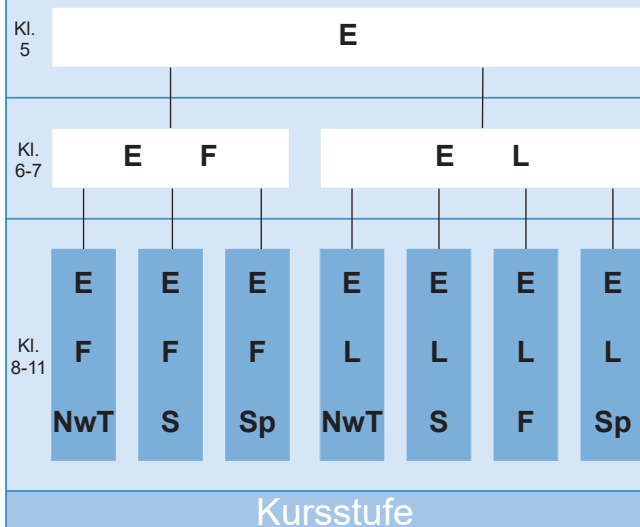 Kl.
5
E
Kl.
6-7
E F
E L
Kl.
8-11
E E E E E E E
F F F L L L L
NwT S Sp NwT S F Sp
Kursstufe